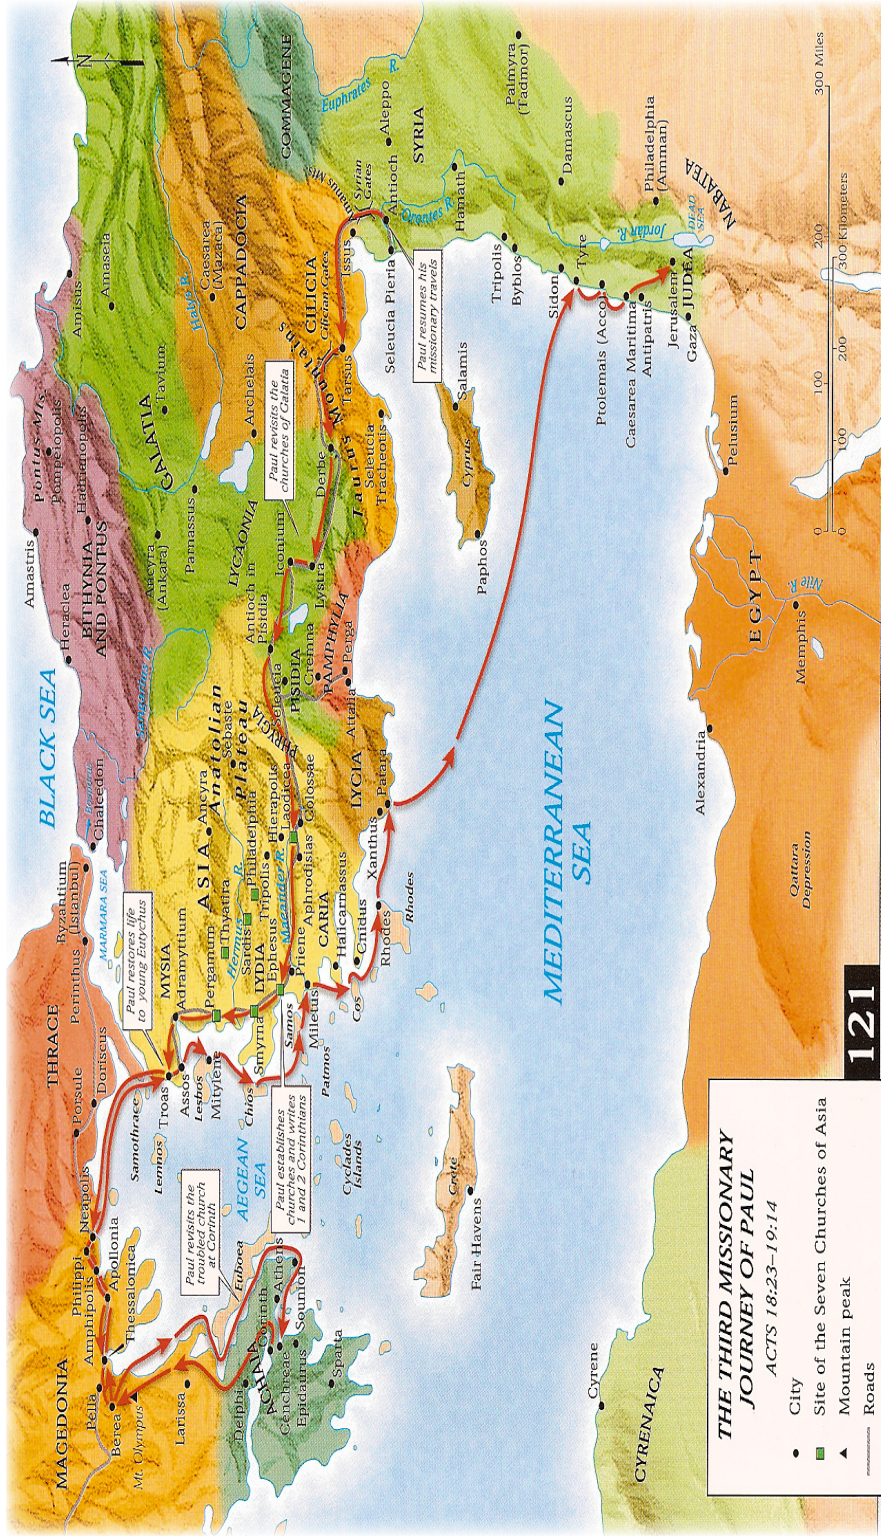 BLACK SEA
MACEDONIA
THRACE
Philippi
Neapolis
Amphipolis
Apollonia
Thessalonica
Pella
Berea
Mt. Olympus
Larissa
Porsule
Doriscus
Perinthus
Byzantium
(Istanbul)
Chalcedon
Bosporus
MARMARA SEA
Samothrace
Lemnos
Troas
Assos
Lesbos
Mitylene
Chios
AEGEAN
SEA
Euboea
Delphi
ACHAIA
Corinth
Cenchreae
Epidaurus
Athens
Sounion
Sparta
Cyclades
Islands
Crete
Fair Havens
Paul revisits the
troubled church
at Corinth
Paul establishes
churches and writes
1 and 2 Corinthians
Paul restores life
to young Eutychus
MYSIA
Adramyttium
Pergamum
Thyatira
ASIA
Ancyra
Anatolian
Plateau
Sebaste
Hermus R.
Sardis
Philadelphia
LYDIA
Smyrna
Ephesus
Tripolis
Hierapolis
Maeander R.
Laodicea
Colossae
Priene
Aphrodisias
Samos
Miletus
Patmos
CARIA
Halicarnassus
Cnidus
Cos
Rhodes
Rhodes
Xanthus
Patara
LYCIA
PHRYGIA
Seleucia
PISIDIA
Cremna
PAMPHYLIA
Perga
Attalia
Antioch in
Pisidia
Sangarius R.
BITHYNIA
AND PONTUS
Heraclea
Amastris
Hadrianopolis
Pompeiopolis
Pontus Mts.
Amisus
Amaseia
GALATIA
Tavium
Ancyra
(Ankara)
Parnassus
LYCAONIA
Iconium
Lystra
Derbe
Paul revisits the
churches of Galatia
Taurus Mountains
Seleucia
Tracheotis
Halys R.
Archelais
Caesarea
(Mazaca)
CAPPADOCIA
CILICIA
Cilician Gates
Tarsus
Issus
Amanus Mts.
Syrian
Gates
COMMAGENE
Euphrates R.
Antioch
Aleppo
SYRIA
Seleucia Pieria
Orontes R.
Hamath
Paul resumes his
missionary travels
Cyprus
Salamis
Paphos
Palmyra
(Tadmor)
Damascus
Tripolis
Byblos
Sidon
Tyre
Ptolemais (Acco)
Caesarea Maritima
Antipatris
Jerusalem
JUDEA
Gaza
Jordan R.
DEAD
SEA
Philadelphia
(Amman)
NABATEA
MEDITERRANEAN
SEA
Pelusium
EGYPT
Nile R.
Memphis
Alexandria
Qattara
Depression
Cyrene
CYRENAICA
N
0 100 200 300 Miles
0 100 200 300 Kilometers
121
THE THIRD MISSIONARY
JOURNEY OF PAUL
ACTS 18:23–19:14
City
Site of the Seven Churches of Asia
Mountain peak
Roads